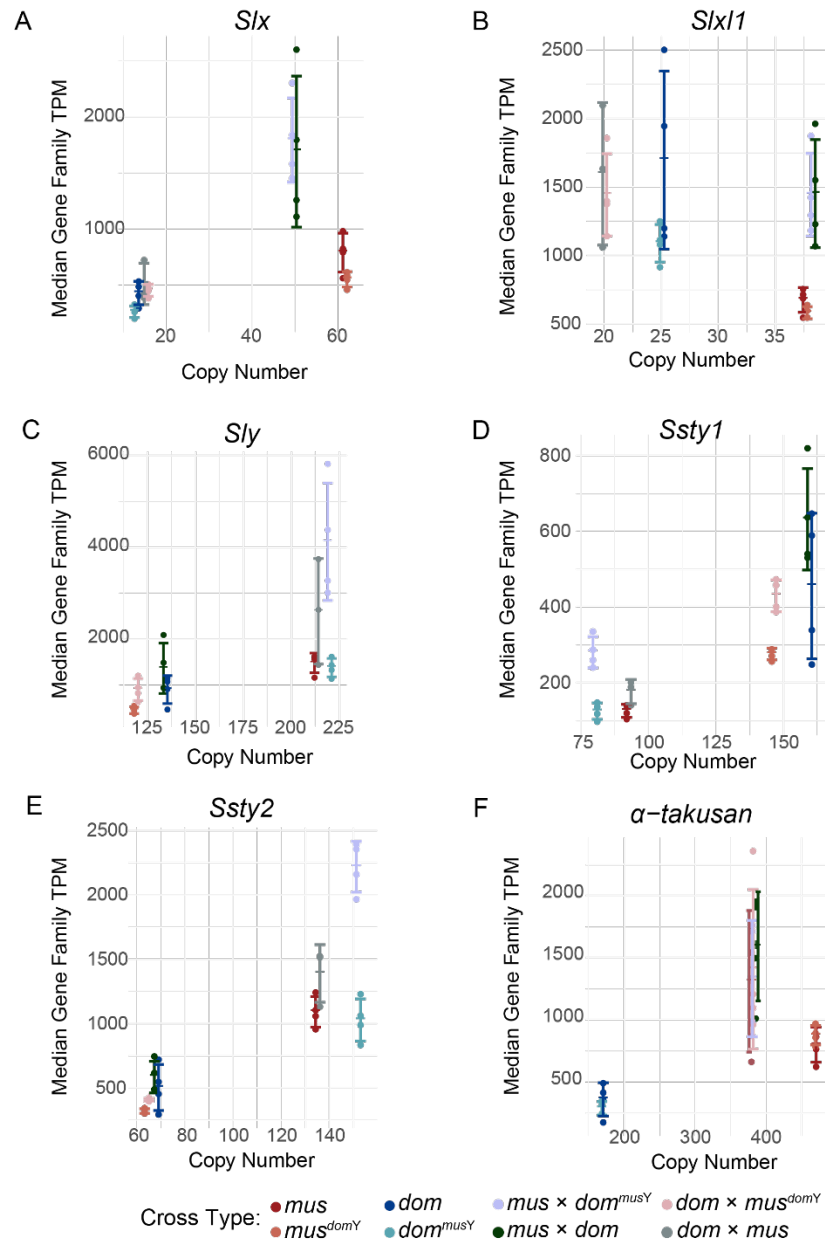 A
Slx
Median Gene Family TPM
2000
1000
20
40
60
Copy Number
B
Slxl1
Median Gene Family TPM
2500
2000
1500
1000
500
20
25
30
35
Copy Number
C
Sly
Median Gene Family TPM
6000
4000
2000
125
150
175
200
225
Copy Number
D
Ssty1
Median Gene Family TPM
800
600
400
200
75
100
125
150
Copy Number
E
Ssty2
Median Gene Family TPM
2500
2000
1500
1000
500
60
80
100
120
140
Copy Number
F
α−takusan
Median Gene Family TPM
2000
1500
1000
500
200
300
400
Copy Number
Cross Type:
mus
dom
mus × dom^musY
dom × mus^domY
mus^domY
dom^musY
mus × dom
dom × mus